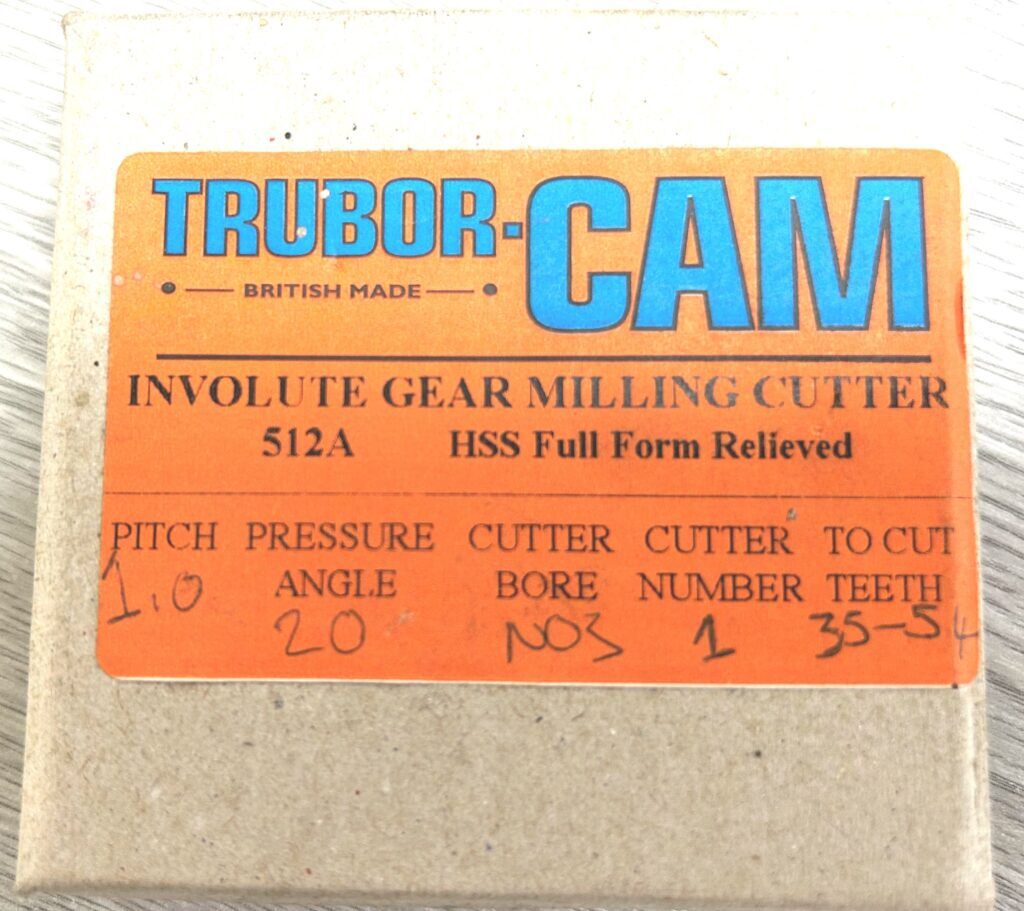 TRUBOR-CAM
BRITISH MADE
INVOLUTE GEAR MILLING CUTTER
512A HSS Full Form Relieved
PITCH PRESSURE CUTTER CUTTER TO CUT
ANGLE BORE NUMBER TEETH
1.0 20 NO3 1 35-54